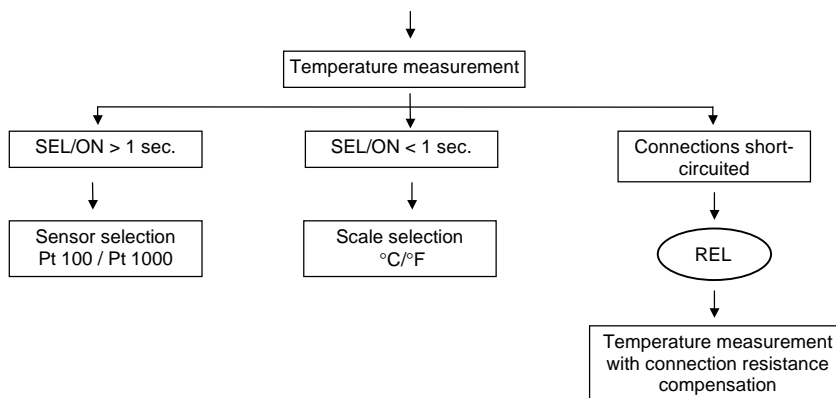 Temperature measurement
SEL/ON > 1 sec.
SEL/ON < 1 sec.
Connections short-
circuited
Sensor selection
Pt 100 / Pt 1000
Scale selection
°C/°F
REL
Temperature measurement
with connection resistance
compensation